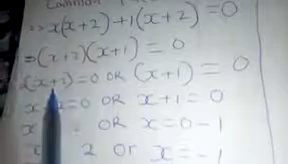 => x(x+2)+1(x+2)=0
=> (x+2)(x+1)=0
(x+2)=0 OR (x+1)=0
x =0 OR x+1=0
x OR x=0-1
x 2 or x=-1